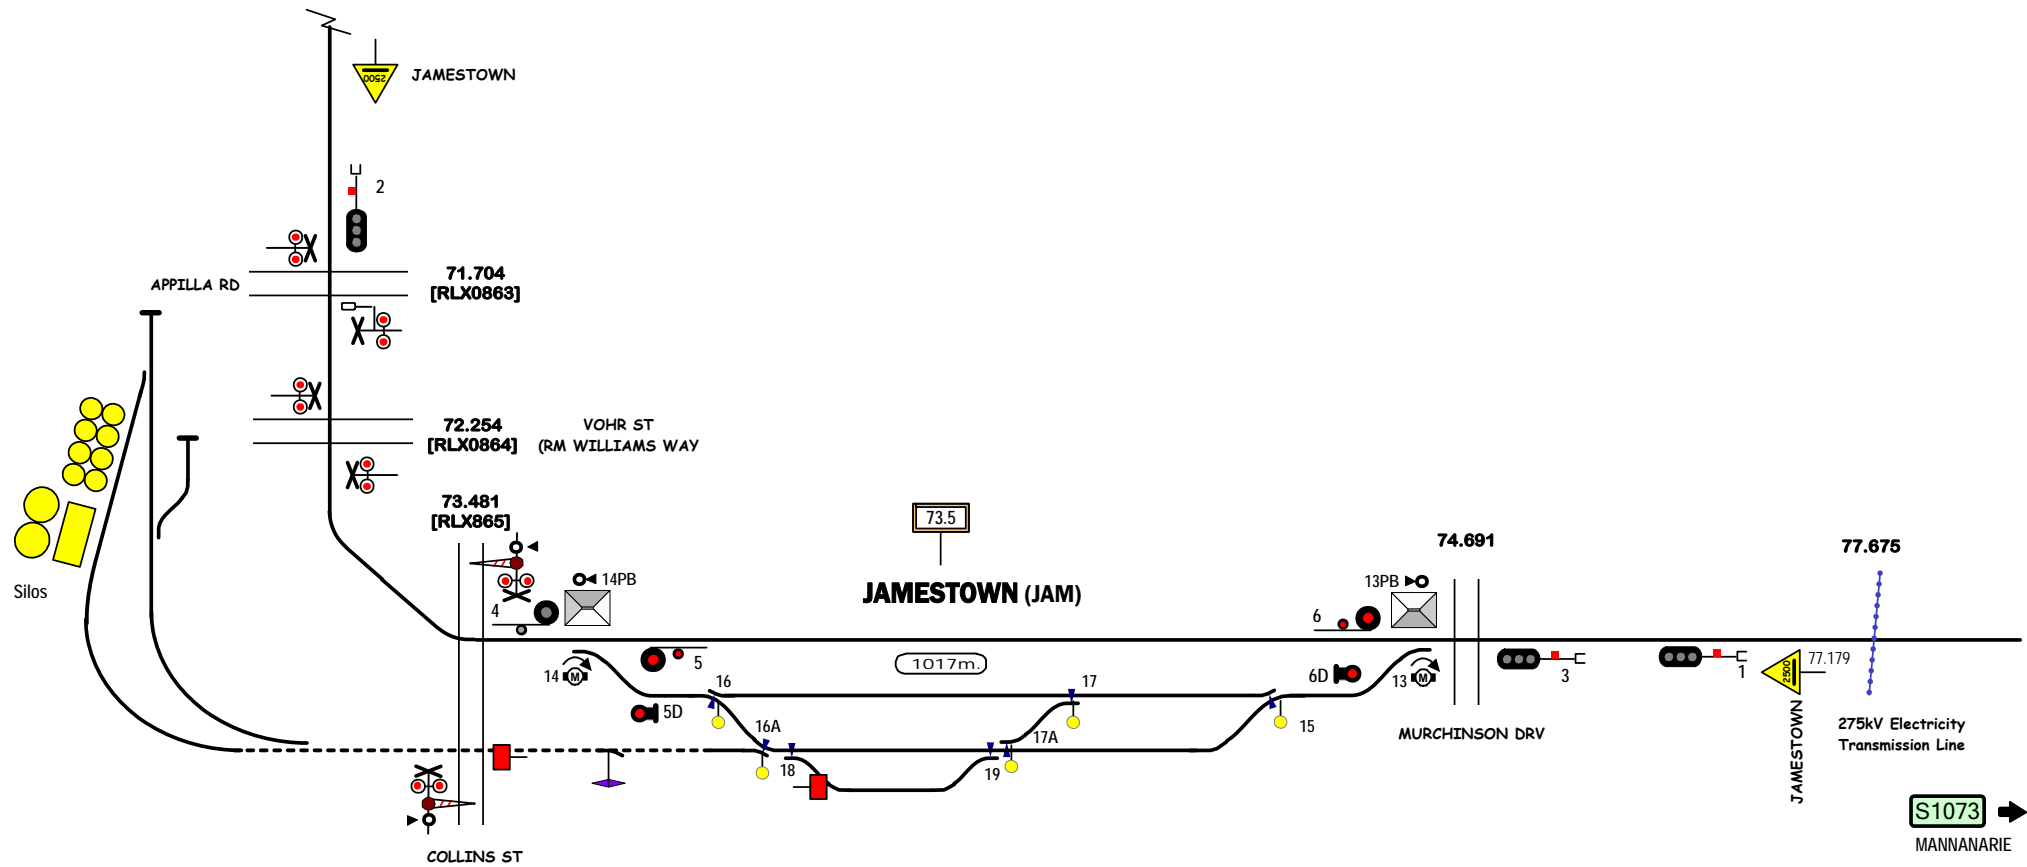 2500
JAMESTOWN
2
APPILLA RD
71.704
[RLX0863]
72.254
[RLX0864]
VOHR ST
(RM WILLIAMS WAY
73.481
[RLX865]
Silos
4
14PB
73.5
JAMESTOWN (JAM)
13PB
6
74.691
77.675
1017m.
14
M
5
5D
16
16A
17
17A
18
19
15
6D
13
M
3
1
2500
77.179
JAMESTOWN
MURCHINSON DRV
275kV Electricity
Transmission Line
COLLINS ST
S1073
MANNANARIE